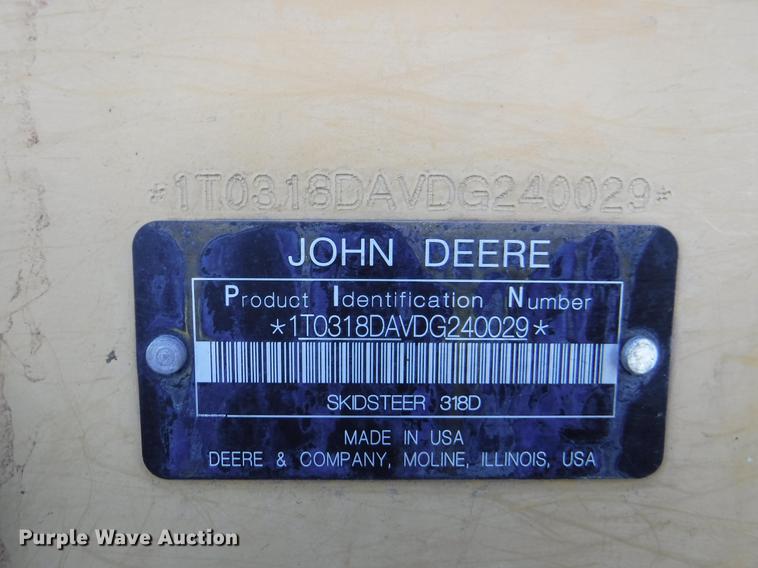 *1T0318DAVDG240029*
JOHN DEERE
Product Identification Number
*1T0318DAVDG240029*
SKIDSTEER 318D
MADE IN USA
DEERE & COMPANY, MOLINE, ILLINOIS, USA
Purple Wave Auction